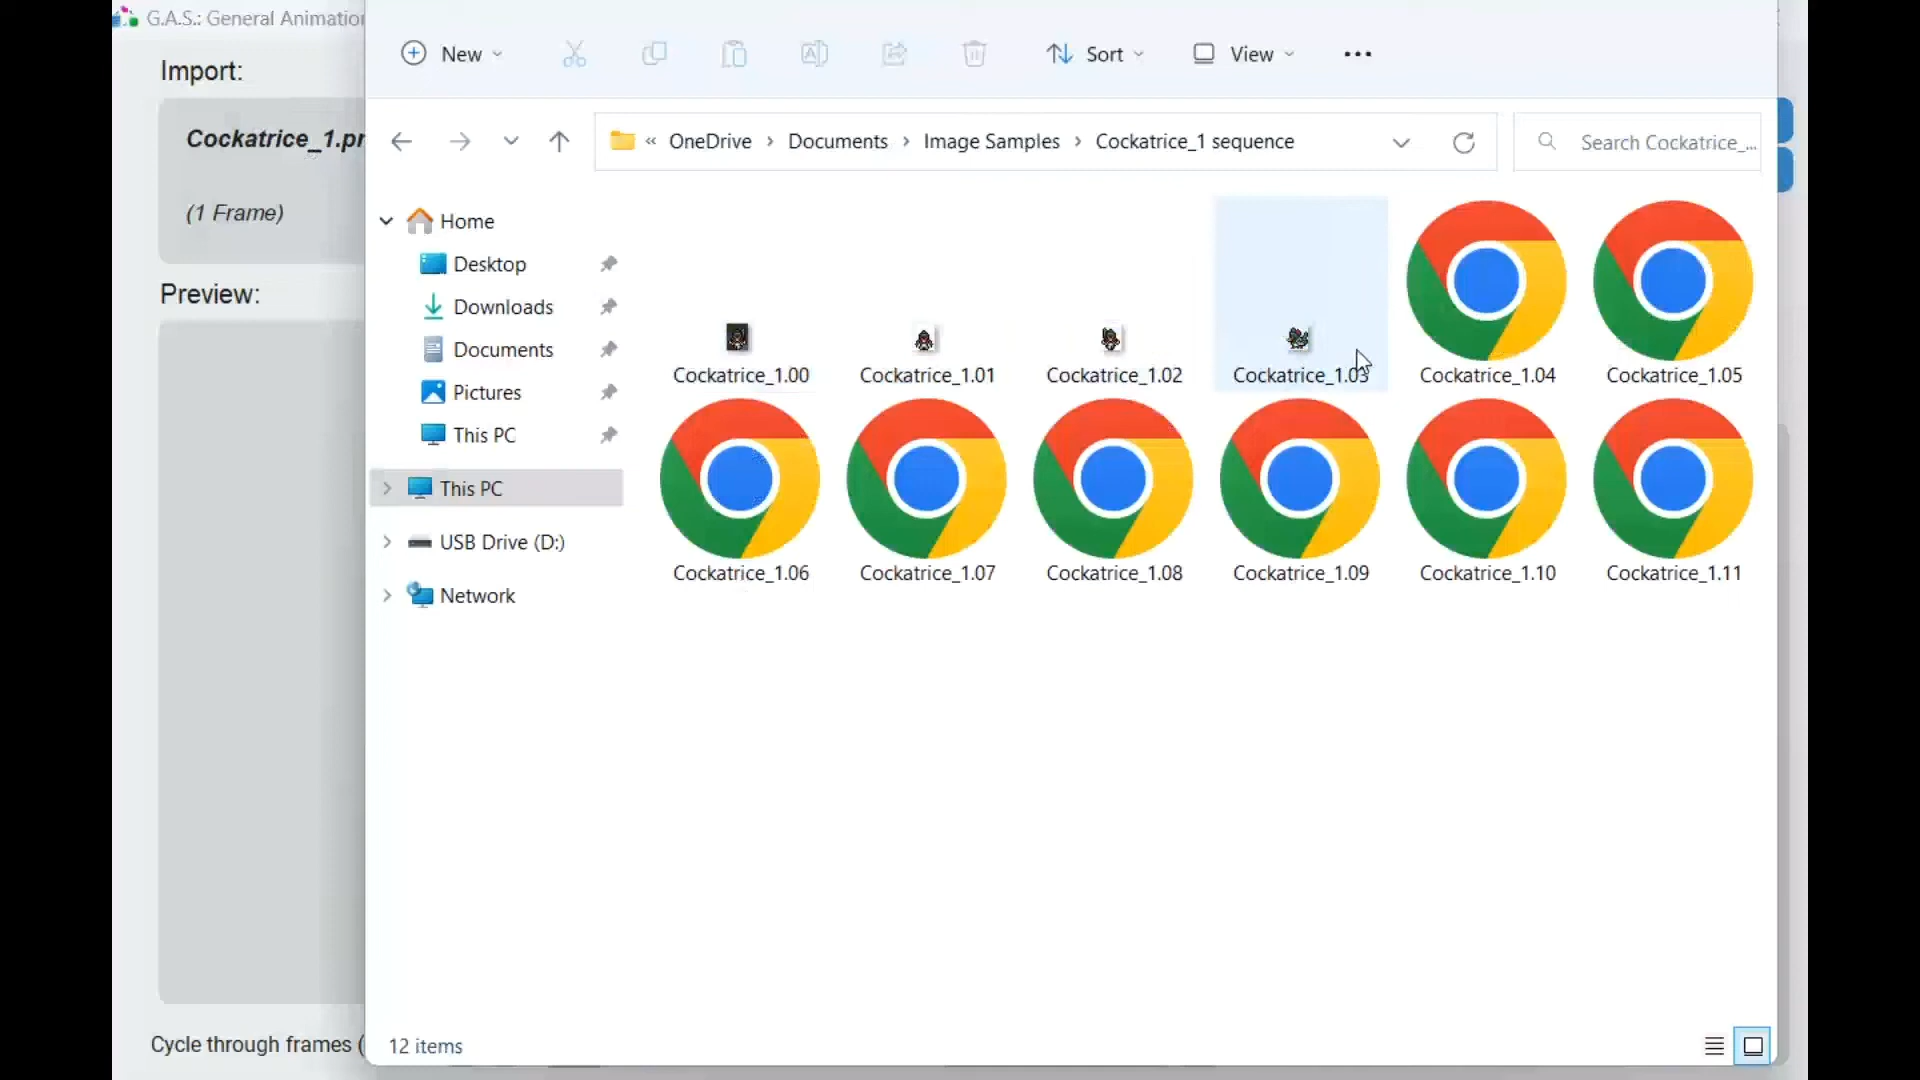 G.A.S.: General Animation
Import:
Cockatrice_1.pr
(1 Frame)
Preview:
Cycle through frames (
New
Sort
View
« OneDrive > Documents > Image Samples > Cockatrice_1 sequence
Search Cockatrice_...
Home
Desktop
Downloads
Documents
Pictures
This PC
This PC
USB Drive (D:)
Network
Cockatrice_1.00
Cockatrice_1.01
Cockatrice_1.02
Cockatrice_1.03
Cockatrice_1.04
Cockatrice_1.05
Cockatrice_1.06
Cockatrice_1.07
Cockatrice_1.08
Cockatrice_1.09
Cockatrice_1.10
Cockatrice_1.11
12 items